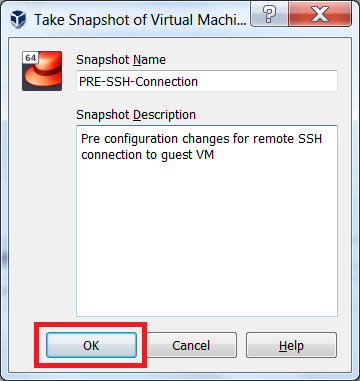 Take Snapshot of Virtual Machi...
?
64
Snapshot Name
PRE-SSH-Connection
Snapshot Description
Pre configuration changes for remote SSH
connection to guest VM
OK
Cancel
Help